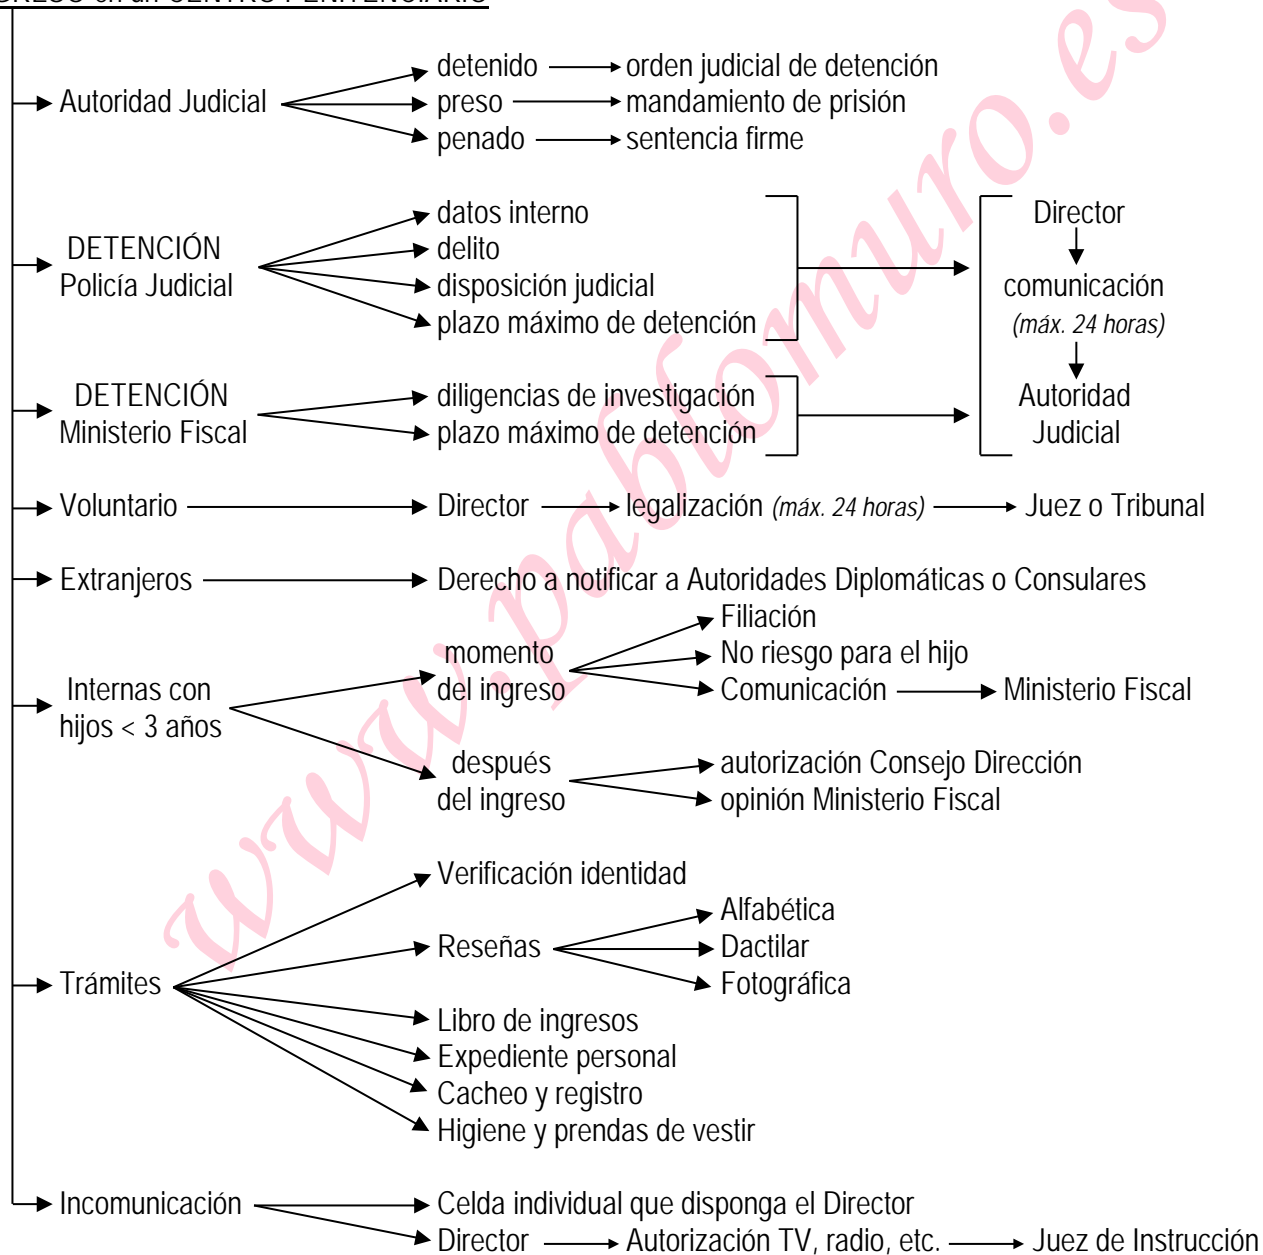 en un CENTRO PENITENCIARIO
Autoridad Judicial
detenido
orden judicial de detención
preso
mandamiento de prisión
penado
sentencia firme
DETENCIÓN
Policía Judicial
datos interno
delito
disposición judicial
plazo máximo de detención
Director
comunicación
(máx. 24 horas)
Autoridad
Judicial
DETENCIÓN
Ministerio Fiscal
diligencias de investigación
plazo máximo de detención
Voluntario
Director
legalización (máx. 24 horas)
Juez o Tribunal
Extranjeros
Derecho a notificar a Autoridades Diplomáticas o Consulares
Internas con
hijos < 3 años
momento
del ingreso
Filiación
No riesgo para el hijo
Comunicación
Ministerio Fiscal
después
del ingreso
autorización Consejo Dirección
opinión Ministerio Fiscal
Trámites
Verificación identidad
Reseñas
Alfabética
Dactilar
Fotográfica
Libro de ingresos
Expediente personal
Cacheo y registro
Higiene y prendas de vestir
Incomunicación
Celda individual que disponga el Director
Director
Autorización TV, radio, etc.
Juez de Instrucción
www.pablomuro.es